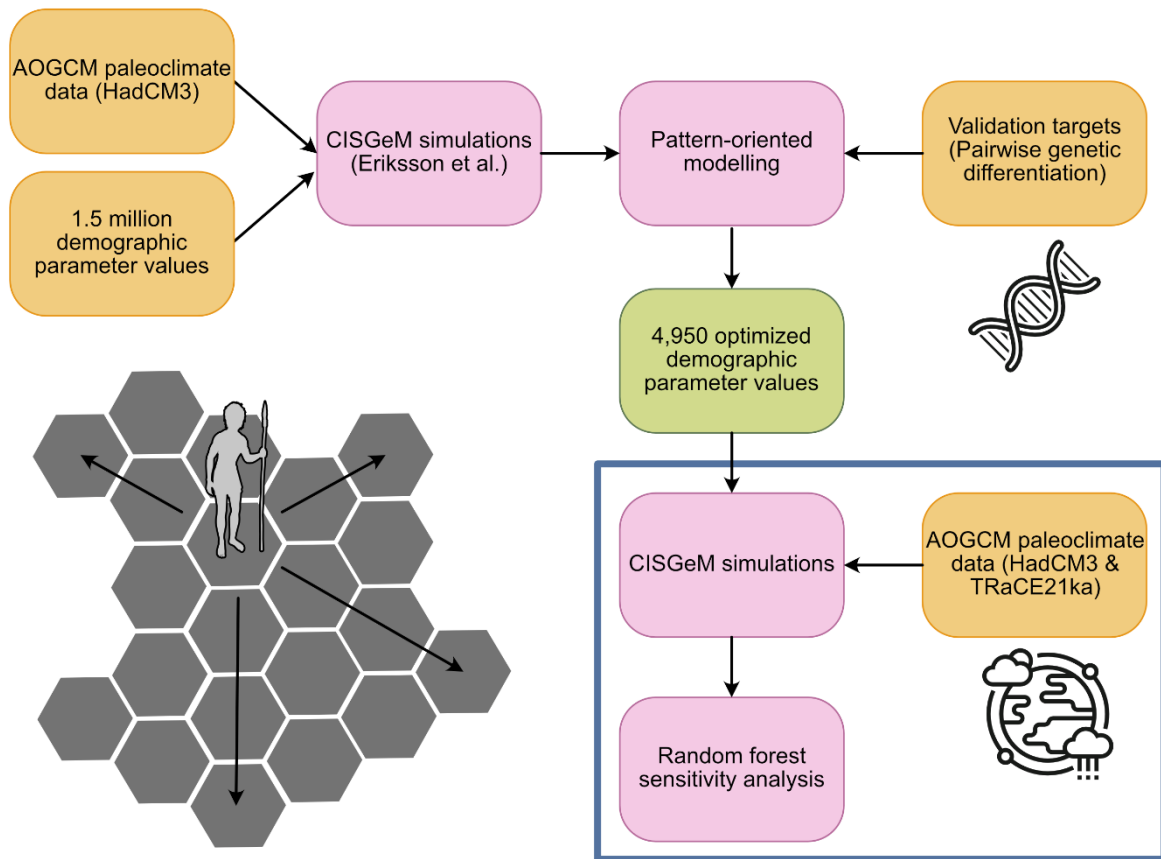 AOGCM paleoclimate
data (HadCM3)
1.5 million
demographic
parameter values
CISGeM simulations
(Eriksson et al.)
Pattern-oriented
modelling
Validation targets
(Pairwise genetic
differentiation)
4,950 optimized
demographic
parameter values
CISGeM simulations
AOGCM paleoclimate
data (HadCM3 &
TRaCE21ka)
Random forest
sensitivity analysis